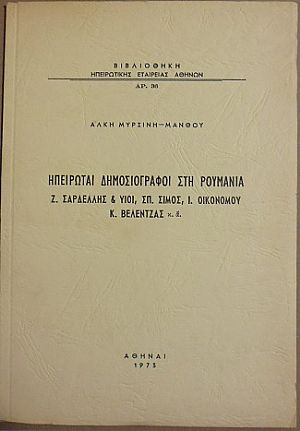 ΒΙΒΛΙΟΘΗΚΗ
ΗΠΕΙΡΩΤΙΚΗΣ ΕΤΑΙΡΕΙΑΣ ΑΘΗΝΩΝ
ΑΡ. 36
ΑΛΚΗ ΜΥΡΣΙΝΗ-ΜΑΝΘΟΥ
ΗΠΕΙΡΩΤΑΙ ΔΗΜΟΣΙΟΓΡΑΦΟΙ ΣΤΗ ΡΟΥΜΑΝΙΑ
Ζ. ΣΑΡΔΕΛΛΗΣ & ΥΙΟΙ, ΣΠ. ΣΙΜΟΣ, Ι. ΟΙΚΟΝΟΜΟΥ
Κ. ΒΕΛΕΝΤΖΑΣ κ. ἄ.
ΑΘΗΝΑΙ
1975